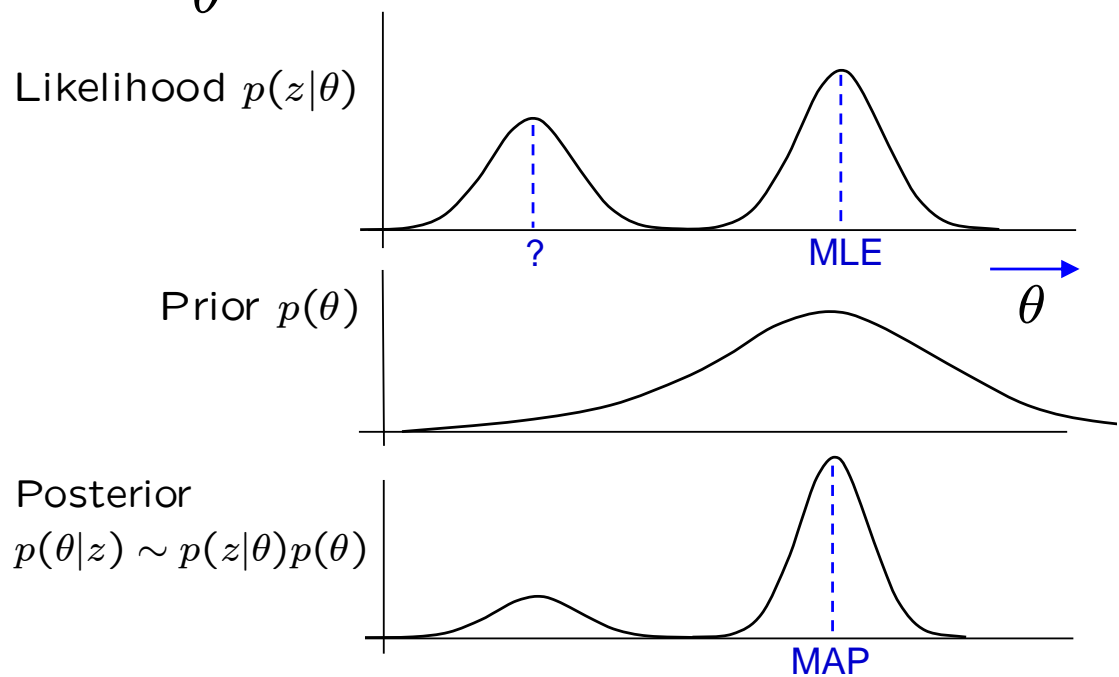 θ
Likelihood p(z|θ)
?
MLE
Prior p(θ)
θ
Posterior
p(θ|z) ∼ p(z|θ)p(θ)
MAP